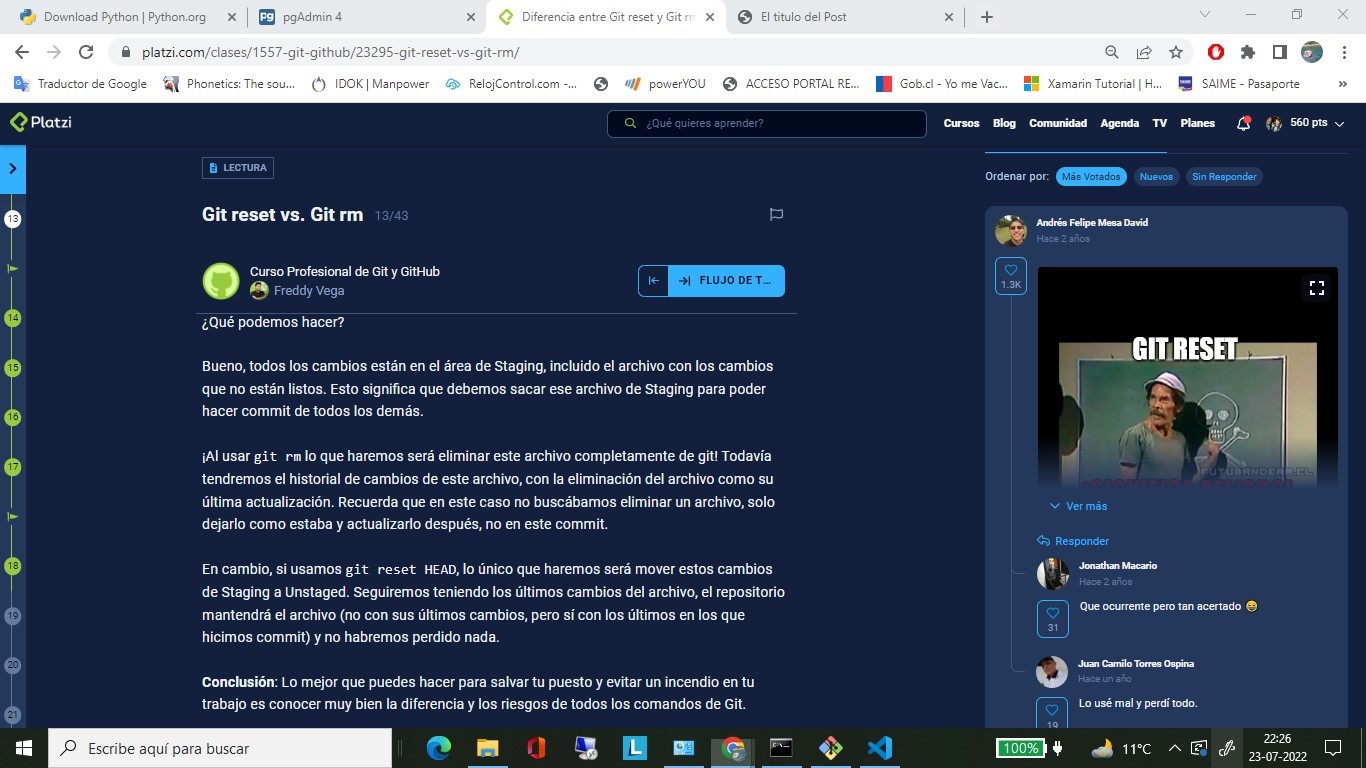 Download Python | Python.org
pgAdmin 4
Diferencia entre Git reset y Git rm
El titulo del Post
platzi.com/clases/1557-git-github/23295-git-reset-vs-git-rm/
Traductor de Google
Phonetics: The sou...
IDOK | Manpower
RelojControl.com -...
powerYOU
ACCESO PORTAL RE...
Gob.cl - Yo me Vac...
Xamarin Tutorial | H...
SAIME - Pasaporte
»
Platzi
¿Qué quieres aprender?
Cursos
Blog
Comunidad
Agenda
TV
Planes
560 pts
LECTURA
Git reset vs. Git rm 13/43
Curso Profesional de Git y GitHub
Freddy Vega
FLUJO DE T...
¿Qué podemos hacer?
Bueno, todos los cambios están en el área de Staging, incluido el archivo con los cambios
que no están listos. Esto significa que debemos sacar ese archivo de Staging para poder
hacer commit de todos los demás.
¡Al usar git rm lo que haremos será eliminar este archivo completamente de git! Todavía
tendremos el historial de cambios de este archivo, con la eliminación del archivo como su
última actualización. Recuerda que en este caso no buscábamos eliminar un archivo, solo
dejarlo como estaba y actualizarlo después, no en este commit.
En cambio, si usamos git reset HEAD, lo único que haremos será mover estos cambios
de Staging a Unstaged. Seguiremos teniendo los últimos cambios del archivo, el repositorio
mantendrá el archivo (no con sus últimos cambios, pero sí con los últimos en los que
hicimos commit) y no habremos perdido nada.
Conclusión: Lo mejor que puedes hacer para salvar tu puesto y evitar un incendio en tu
trabajo es conocer muy bien la diferencia y los riesgos de todos los comandos de Git.
13
14
15
16
17
18
19
20
21
Ordenar por:
Más Votados
Nuevos
Sin Responder
Andrés Felipe Mesa David
Hace 2 años
1.3K
GIT RESET
FUTUBANDERA.CL
Ver más
Responder
Jonathan Macario
Hace 2 años
Que ocurrente pero tan acertado 😄
31
Juan Camilo Torres Ospina
Hace un año
Lo usé mal y perdí todo.
19
Escribe aquí para buscar
L
100%
11°C
22:26
23-07-2022